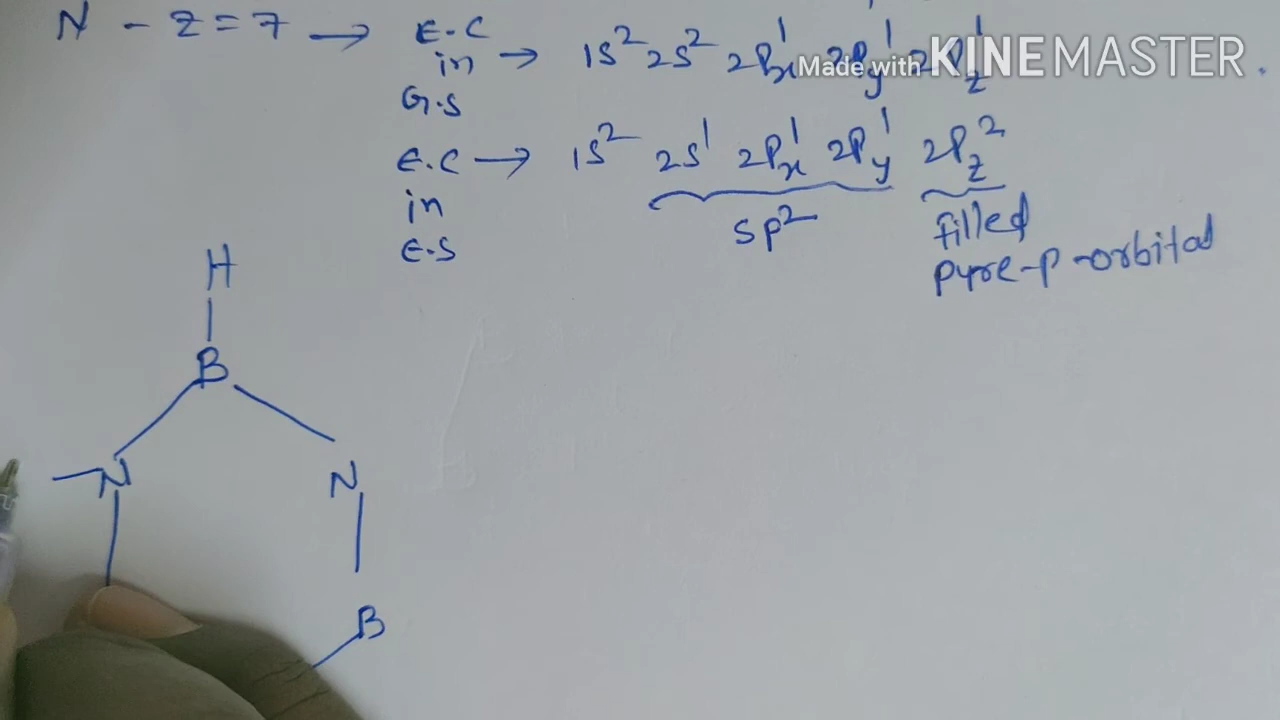 N - Z = 7 → E.C in G.S → 1S² 2S² 2Px¹ 2Py¹ 2Pz¹
Made with KINEMASTER
E.C in E.S → 1S² 2S¹ 2Px¹ 2Py¹ 2Pz²
SP²
filled
pyre-p-orbital
H
B
N
N
B